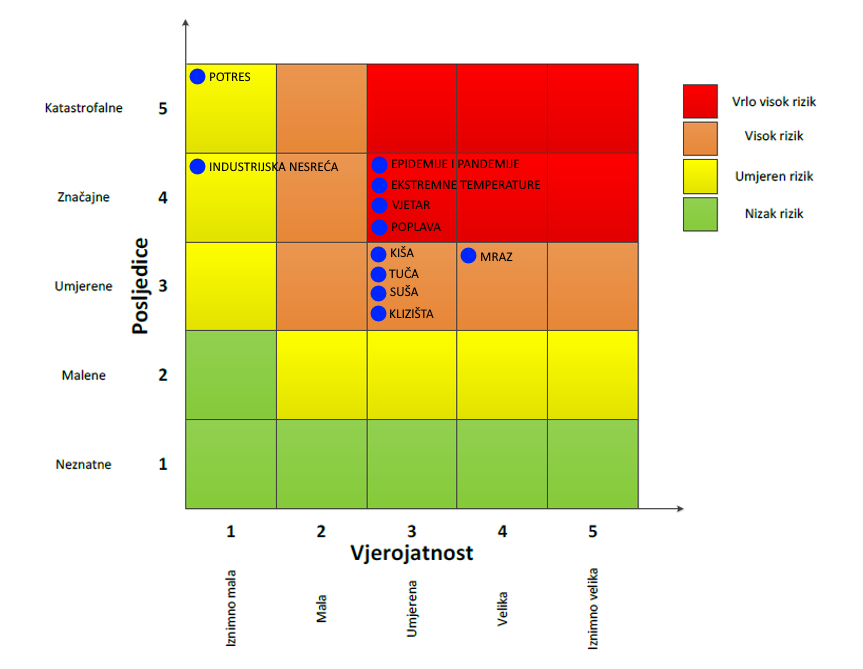 POTRES
Katastrofalne 5
INDUSTRIJSKA NESREĆA
EPIDEMIJE I PANDEMIJE
EKSTREMNE TEMPERATURE
VJETAR
POPLAVA
Značajne 4
KIŠA
MRAZ
TUČA
SUŠA
KLIZIŠTA
Umjerene 3
Posljedice
Malene 2
Neznatne 1
1 2 3 4 5
Vjerojatnost
Iznimno mala
Mala
Umjerena
Velika
Iznimno velika
Vrlo visok rizik
Visok rizik
Umjeren rizik
Nizak rizik